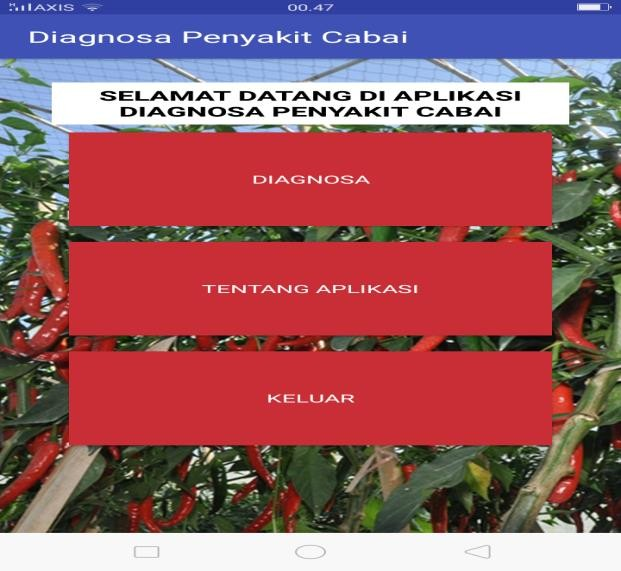 AXIS
00.47
Diagnosa Penyakit Cabai
SELAMAT DATANG DI APLIKASI
DIAGNOSA PENYAKIT CABAI
DIAGNOSA
TENTANG APLIKASI
KELUAR